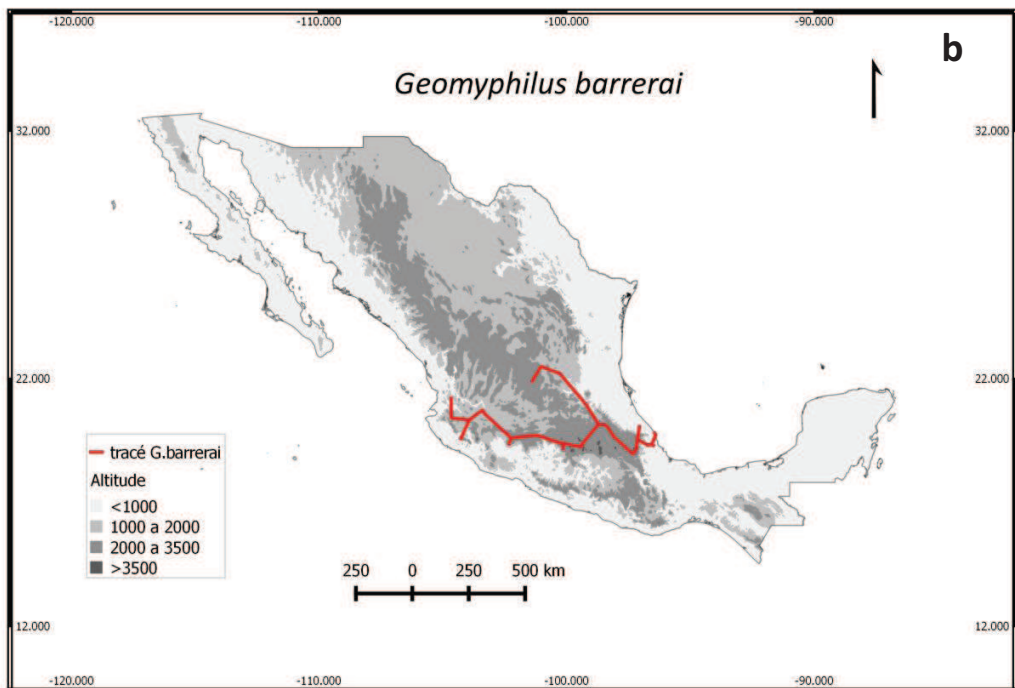 -120.000 -110.000 -100.000 -90.000
b
Geomyphilus barrerai
32.000 32.000
22.000 22.000
tracé G.barrerai
Altitude
<1000
1000 a 2000
2000 a 3500
>3500
250 0 250 500 km
12.000 12.000
-120.000 -110.000 -100.000 -90.000